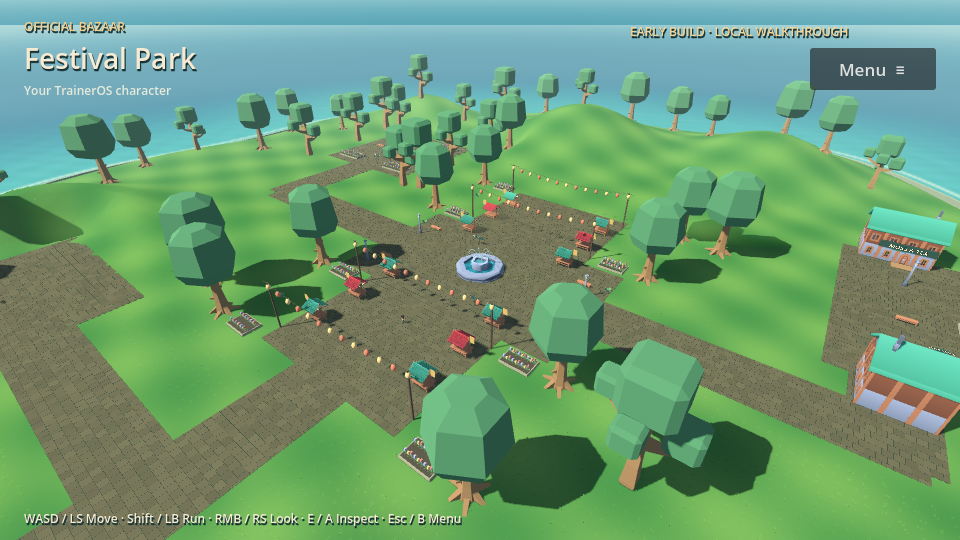 OFFICIAL BAZAAR
EARLY BUILD · LOCAL WALKTHROUGH
Festival Park
Menu ≡
Your TrainerOS character
WASD / LS Move · Shift / LB Run · RMB / RS Look · E / A Inspect · Esc / B Menu